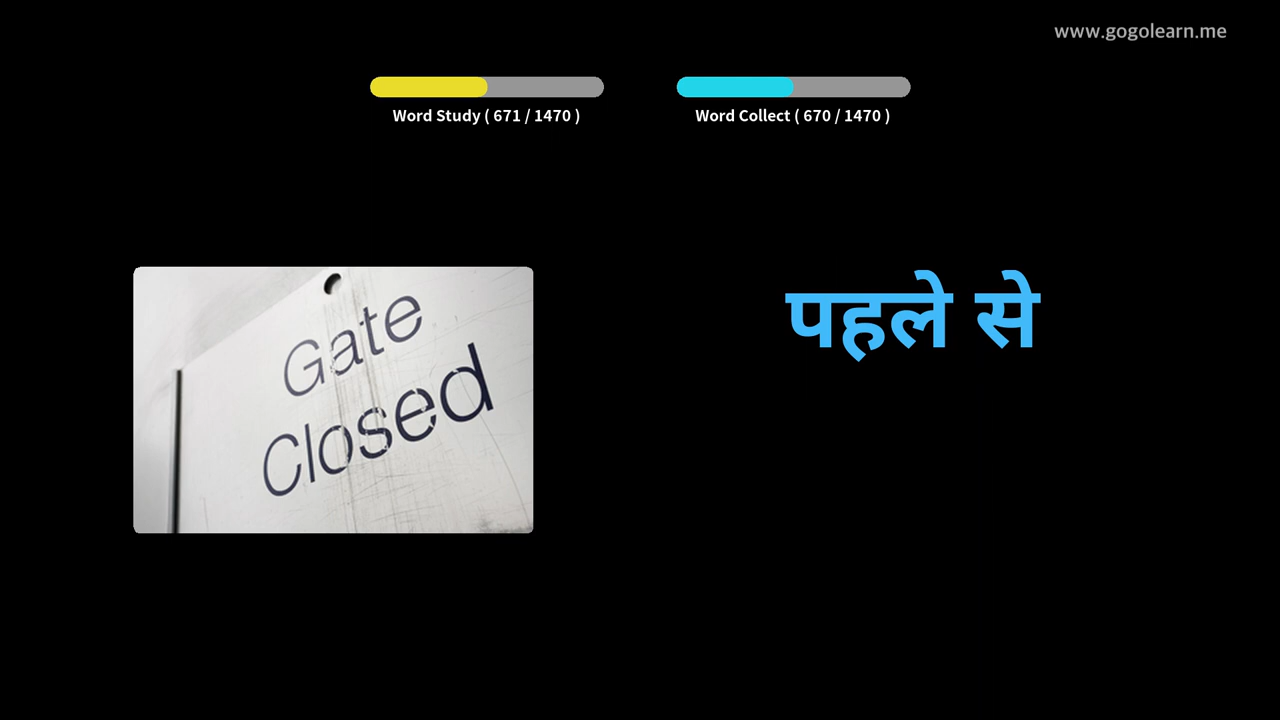 www.gogolearn.me
Word Study ( 671 / 1470 )
Word Collect ( 670 / 1470 )
Gate
Closed
पहले से